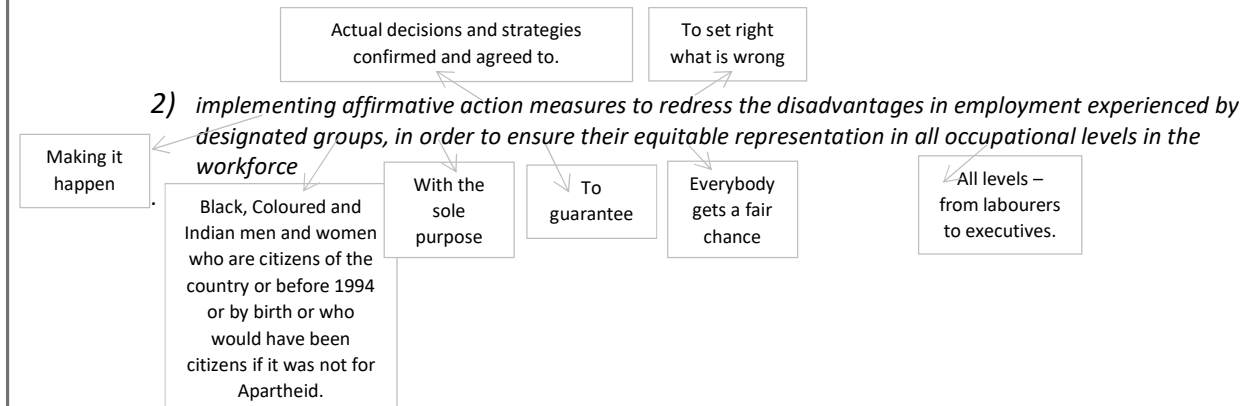 Actual decisions and strategies
confirmed and agreed to.
To set right
what is wrong
2) implementing affirmative action measures to redress the disadvantages in employment experienced by
designated groups, in order to ensure their equitable representation in all occupational levels in the
workforce
.
Making it
happen
Black, Coloured and
Indian men and women
who are citizens of the
country or before 1994
or by birth or who
would have been
citizens if it was not for
Apartheid.
With the
sole
purpose
To
guarantee
Everybody
gets a fair
chance
All levels –
from labourers
to executives.